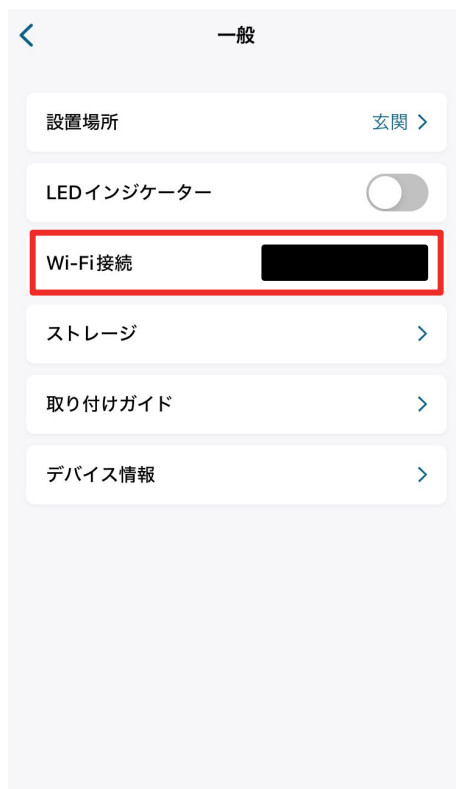 一般
設置場所 玄関
LEDインジケーター
Wi-Fi接続
ストレージ
取り付けガイド
デバイス情報